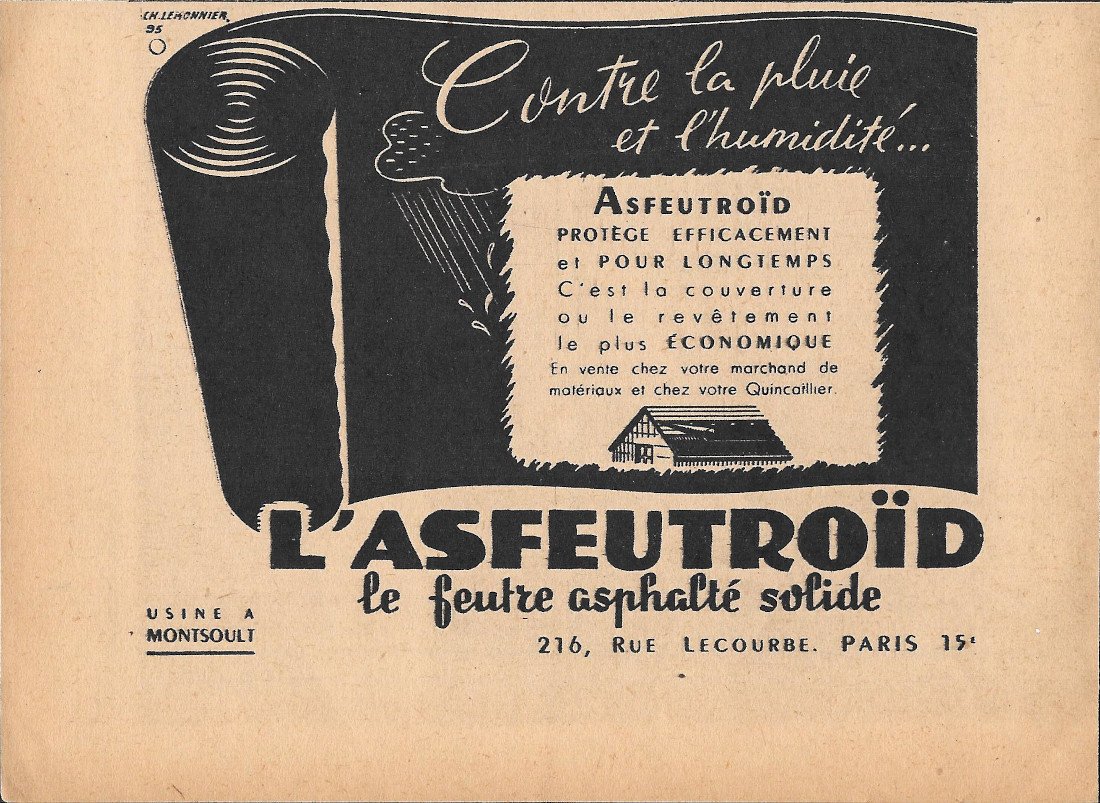 CH. LEMONNIER
95
Contre la pluie
et l'humidité...
ASFEUTROÏD
PROTÈGE EFFICACEMENT
et POUR LONGTEMPS
C'est la couverture
ou le revêtement
le plus ÉCONOMIQUE
En vente chez votre marchand de
matériaux et chez votre Quincaillier.
L'ASFEUTROÏD
le feutre asphalté solide
USINE A
MONTSOULT
216, RUE LECOURBE. PARIS 15e